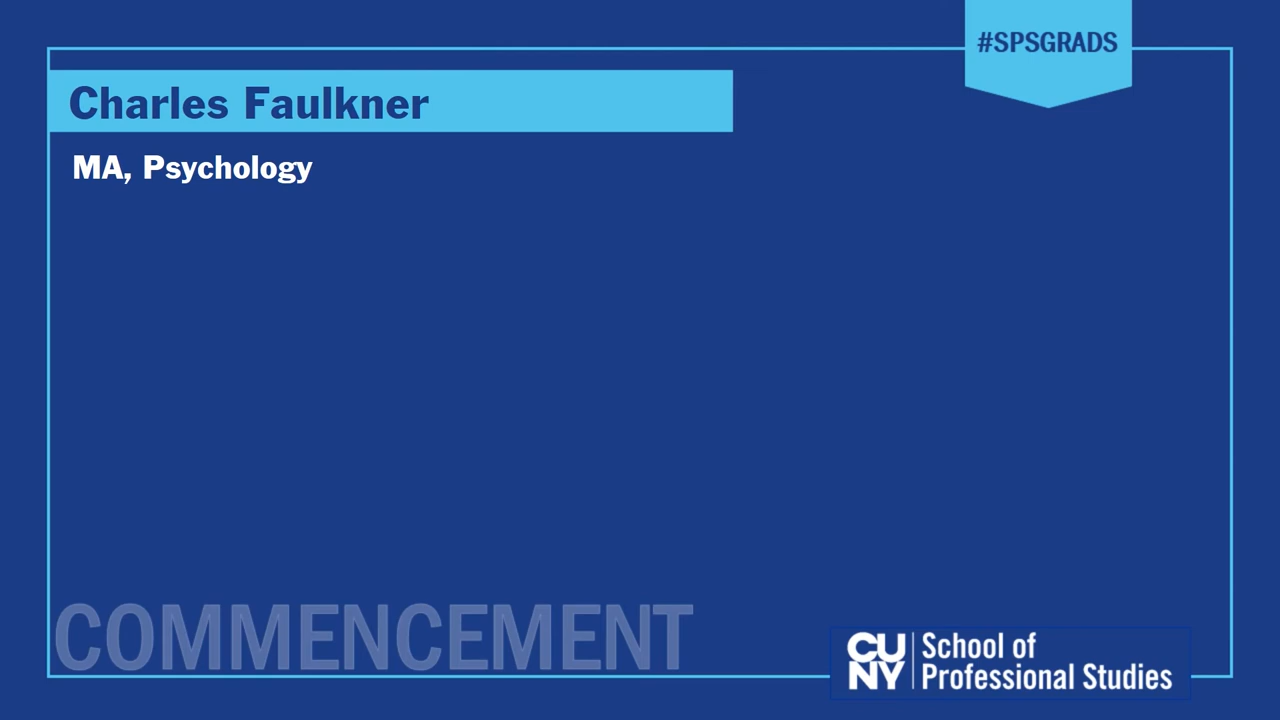 #SPSGRADS
Charles Faulkner
MA, Psychology
COMMENCEMENT
CU
NY
School of
Professional Studies